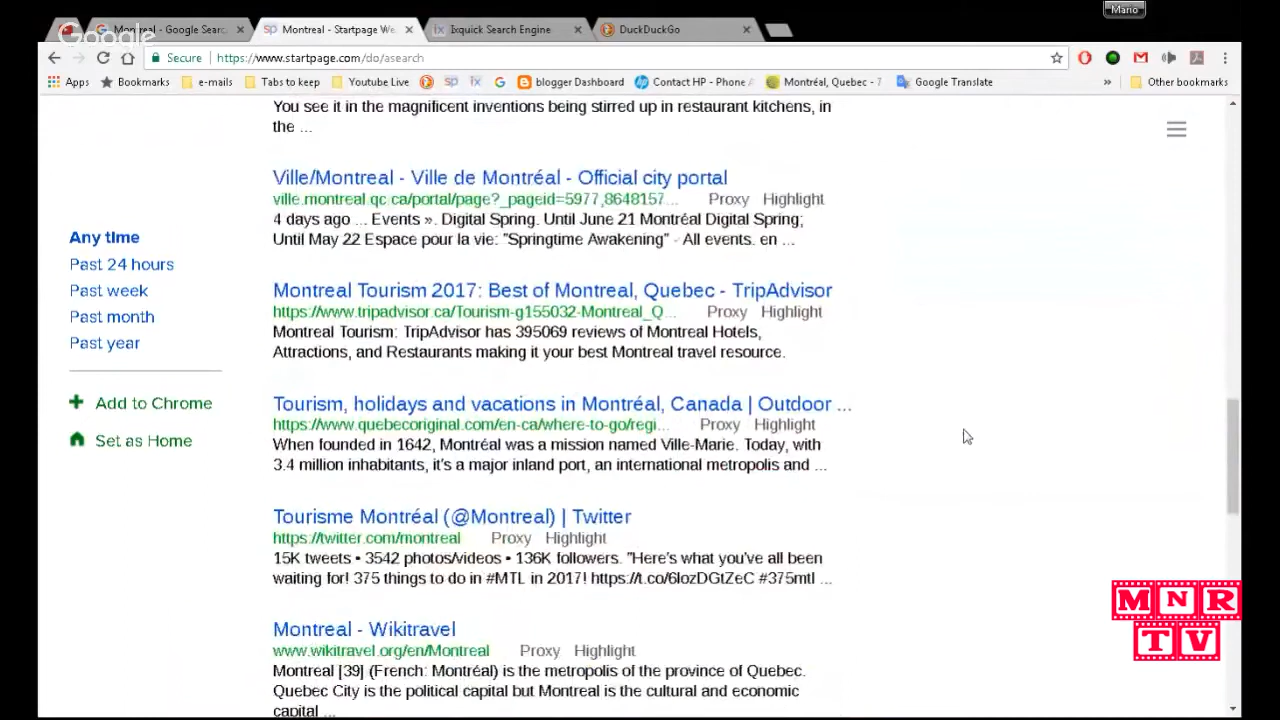 Mario
Google
Montreal - Google Searc
Montreal - Startpage We
Ixquick Search Engine
DuckDuckGo
Secure
https://www.startpage.com/do/asearch
Apps
Bookmarks
e-mails
Tabs to keep
Youtube Live
blogger Dashboard
Contact HP - Phone A
Montréal, Quebec - 7
Google Translate
»
Other bookmarks
You see it in the magnificent inventions being stirred up in restaurant kitchens, in
the ...
Ville/Montreal - Ville de Montréal - Official city portal
ville.montreal.qc.ca/portal/page?_pageid=5977,8648157... Proxy Highlight
4 days ago ... Events ». Digital Spring. Until June 21 Montréal Digital Spring;
Until May 22 Espace pour la vie: "Springtime Awakening" - All events. en ...
Any time
Past 24 hours
Past week
Past month
Past year
Add to Chrome
Set as Home
Montreal Tourism 2017: Best of Montreal, Quebec - TripAdvisor
https://www.tripadvisor.ca/Tourism-g155032-Montreal_Q... Proxy Highlight
Montreal Tourism: TripAdvisor has 395069 reviews of Montreal Hotels,
Attractions, and Restaurants making it your best Montreal travel resource.
Tourism, holidays and vacations in Montréal, Canada | Outdoor ...
https://www.quebecoriginal.com/en-ca/where-to-go/regi... Proxy Highlight
When founded in 1642, Montréal was a mission named Ville-Marie. Today, with
3.4 million inhabitants, it's a major inland port, an international metropolis and ...
Tourisme Montréal (@Montreal) | Twitter
https://twitter.com/montreal Proxy Highlight
15K tweets • 3542 photos/videos • 136K followers. "Here's what you've all been
waiting for! 375 things to do in #MTL in 2017! https://t.co/6lozDGtZeC #375mtl ...
Montreal - Wikitravel
www.wikitravel.org/en/Montreal Proxy Highlight
Montreal [39] (French: Montréal) is the metropolis of the province of Quebec.
Quebec City is the political capital but Montreal is the cultural and economic
capital ...
MNR
TV